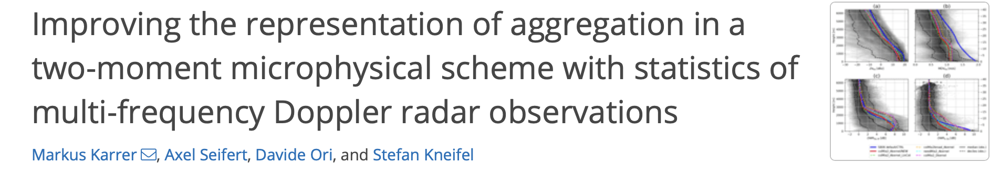 Improving the representation of aggregation in a
two-moment microphysical scheme with statistics of
multi-frequency Doppler radar observations
Markus Karrer, Axel Seifert, Davide Ori, and Stefan Kneifel
(a)
(b)
(c)
(d)